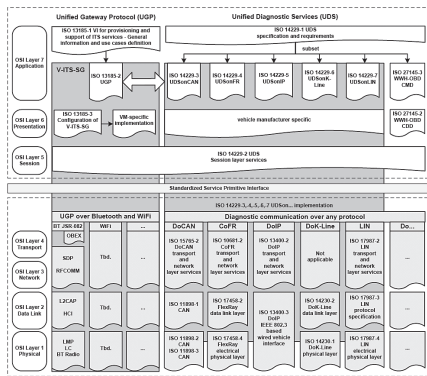 Unified Gateway Protocol (UGP)
Unified Diagnostic Services (UDS)
OSI Layer 7
Application
ISO 13185-1 VI for provisioning and
support of ITS services - General
information and use cases definition
ISO 14229-1 UDS
specification and requirements
subset
V-ITS-SG
ISO 13185-2
UGP
ISO 14229-3
UDSonCAN
ISO 14229-4
UDSonFR
ISO 14229-5
UDSonIP
ISO 14229-6
UDSonK-
Line
ISO 14229-7
UDSonLIN
ISO 27145-3
WWH-OBD
CMD
OSI Layer 6
Presentation
ISO 13185-3
Configuration of
V-ITS-SG
VM-specific
implementation
vehicle manufacturer specific
ISO 27145-2
WWH-OBD
CDD
OSI Layer 5
Session
ISO 14229-2 UDS
Session layer services
Standardized Service Primitive Interface
ISO 14229-3, 4, 5, 6, 7 UDSon... implementation
UGP over Bluetooth and WiFi
Diagnostic communication over any protocol
BT JSR-082
WiFi
...
DoCAN
CoFR
DoIP
DoK-Line
LIN
Do...
OSI Layer 4
Transport
OSI Layer 3
Network
OBEX
SDP
RFCOMM
Tbd.
...
ISO 15765-2
DoCAN
transport
and
network
layer services
ISO 10681-2
CoFR
transport
and
network
layer services
ISO 13400-2
DoIP
transport
and
network
layer services
Not
applicable
ISO 17987-2
LIN
transport
and
network
layer services
...
OSI Layer 2
Data Link
L2CAP
HCI
Tbd.
...
ISO 11898-1
CAN
ISO 17458-2
FlexRay
data link layer
ISO 13400-3
DoIP
IEEE 802.3
based wired
vehicle
interface
ISO 14230-2
DoK-Line
data link layer
ISO 17987-3
LIN
protocol
specification
...
OSI Layer 1
Physical
LMP
LC
BT Radio
Tbd.
...
ISO 11898-2
CAN
ISO 11898-3
CAN
ISO 17458-4
FlexRay
electrical
physical layer
ISO 14230-1
DoK-Line
physical layer
ISO 17987-4
LIN
electrical
physical layer
...